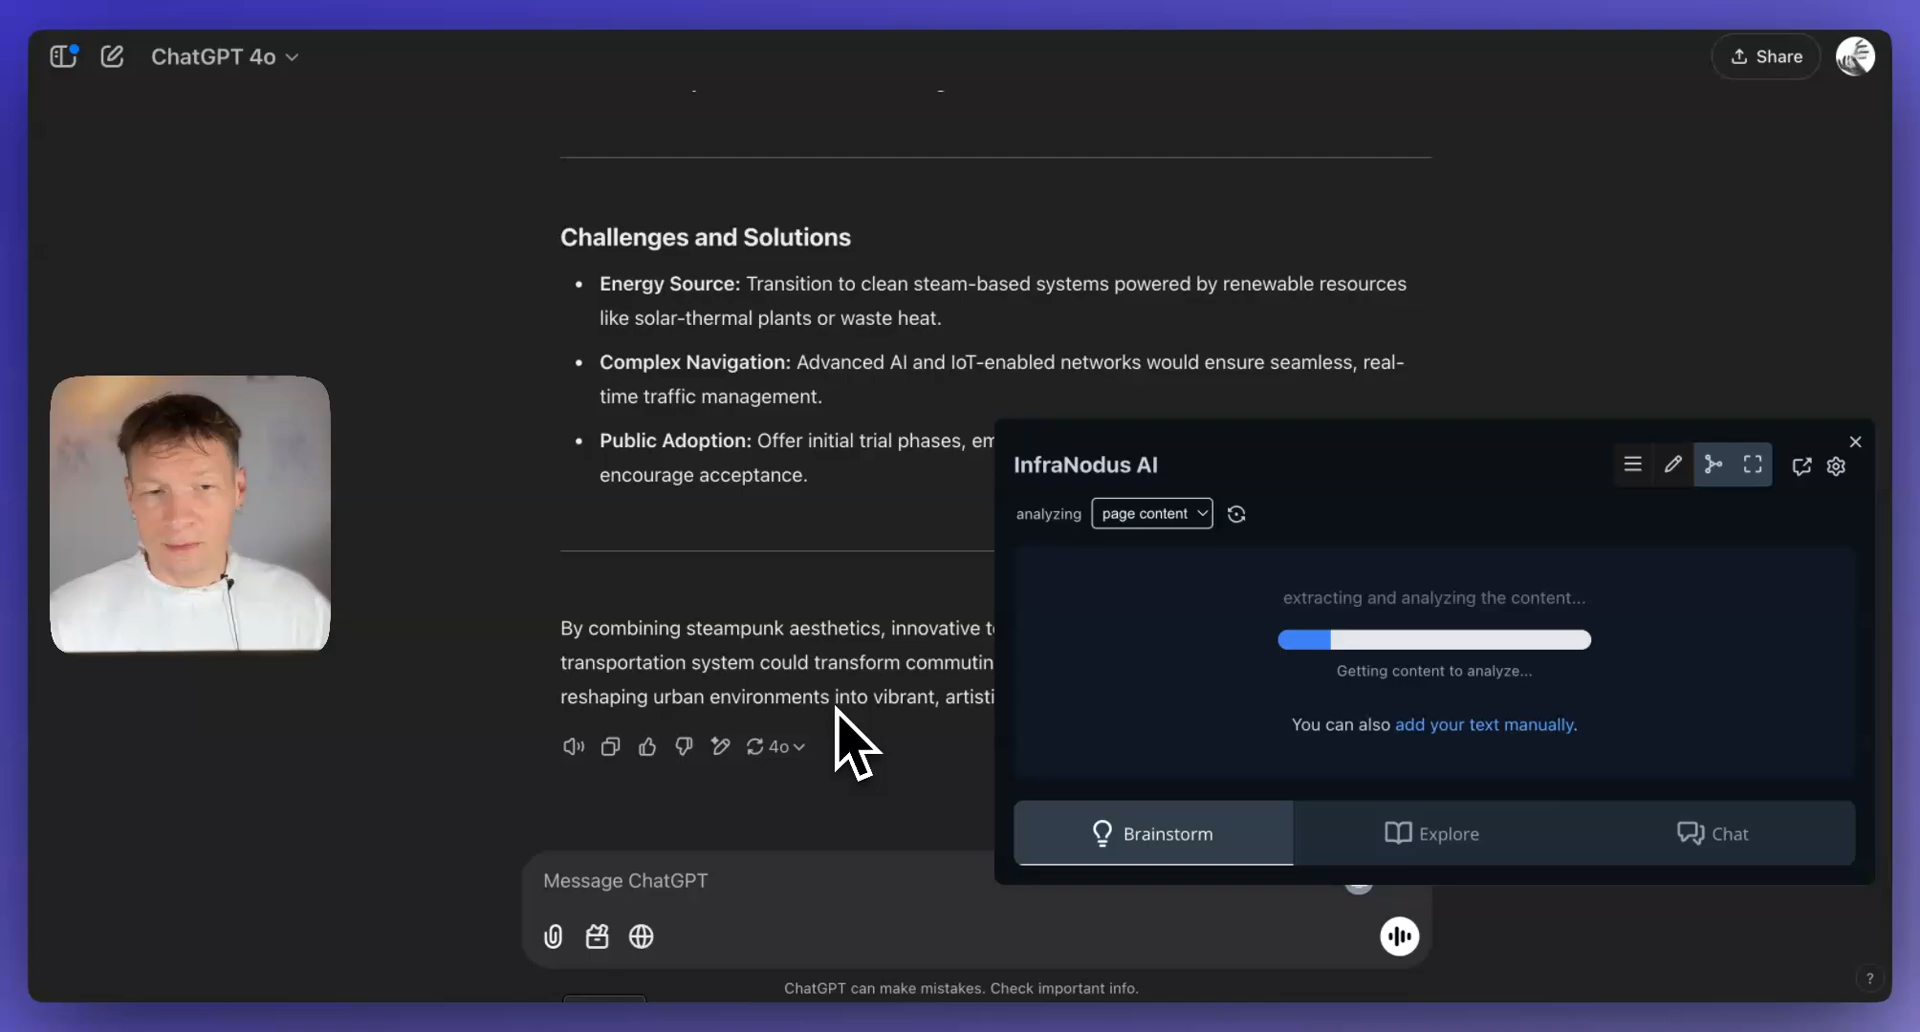 ChatGPT 4o
Share
Challenges and Solutions
• Energy Source: Transition to clean steam-based systems powered by renewable resources
like solar-thermal plants or waste heat.
• Complex Navigation: Advanced AI and IoT-enabled networks would ensure seamless, real-
time traffic management.
• Public Adoption: Offer initial trial phases, em
encourage acceptance.
By combining steampunk aesthetics, innovative t
transportation system could transform commutin
reshaping urban environments into vibrant, artisti
4o
InfraNodus AI
analyzing page content
extracting and analyzing the content...
Getting content to analyze...
You can also add your text manually.
Brainstorm
Explore
Chat
Message ChatGPT
ChatGPT can make mistakes. Check important info.
?